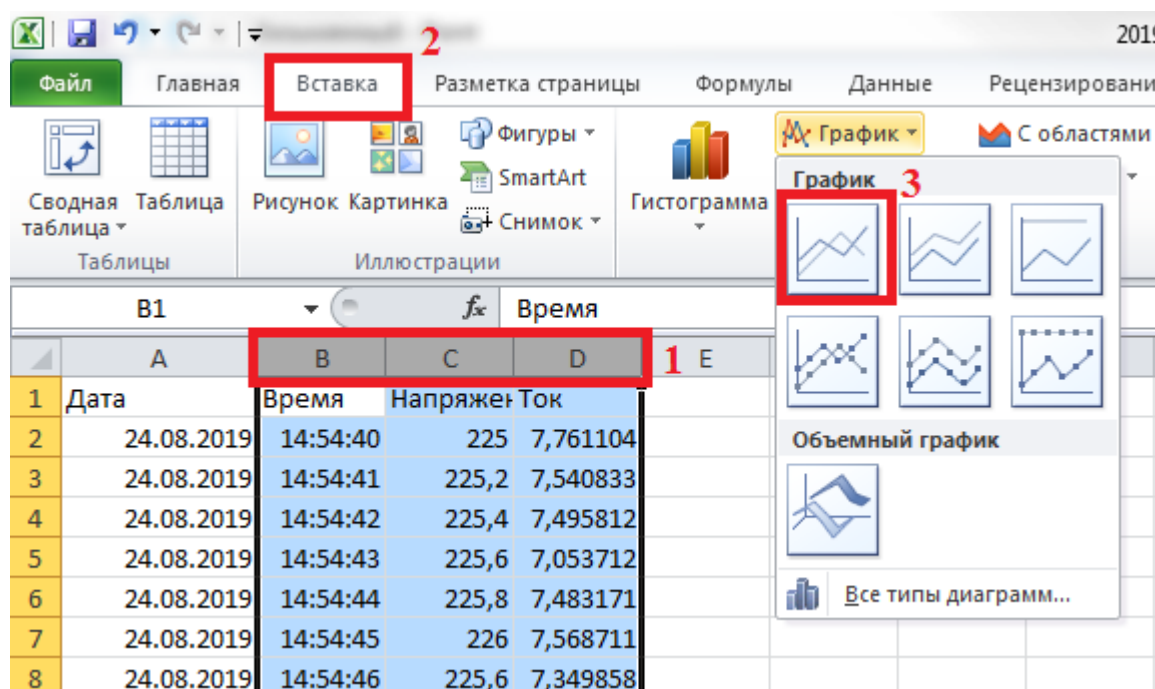 2019
2
Файл Главная Вставка Разметка страницы Формулы Данные Рецензировани
Сводная таблица
Таблица
Таблицы
Рисунок
Картинка
Фигуры
SmartArt
Снимок
Иллюстрации
Гистограмма
График
С областями
График 3
Объемный график
Все типы диаграмм...
B1 fx Время
A B C D 1 E
1 Дата Время Напряжен Ток
2 24.08.2019 14:54:40 225 7,761104
3 24.08.2019 14:54:41 225,2 7,540833
4 24.08.2019 14:54:42 225,4 7,495812
5 24.08.2019 14:54:43 225,6 7,053712
6 24.08.2019 14:54:44 225,8 7,483171
7 24.08.2019 14:54:45 226 7,568711
8 24.08.2019 14:54:46 225,6 7,349858